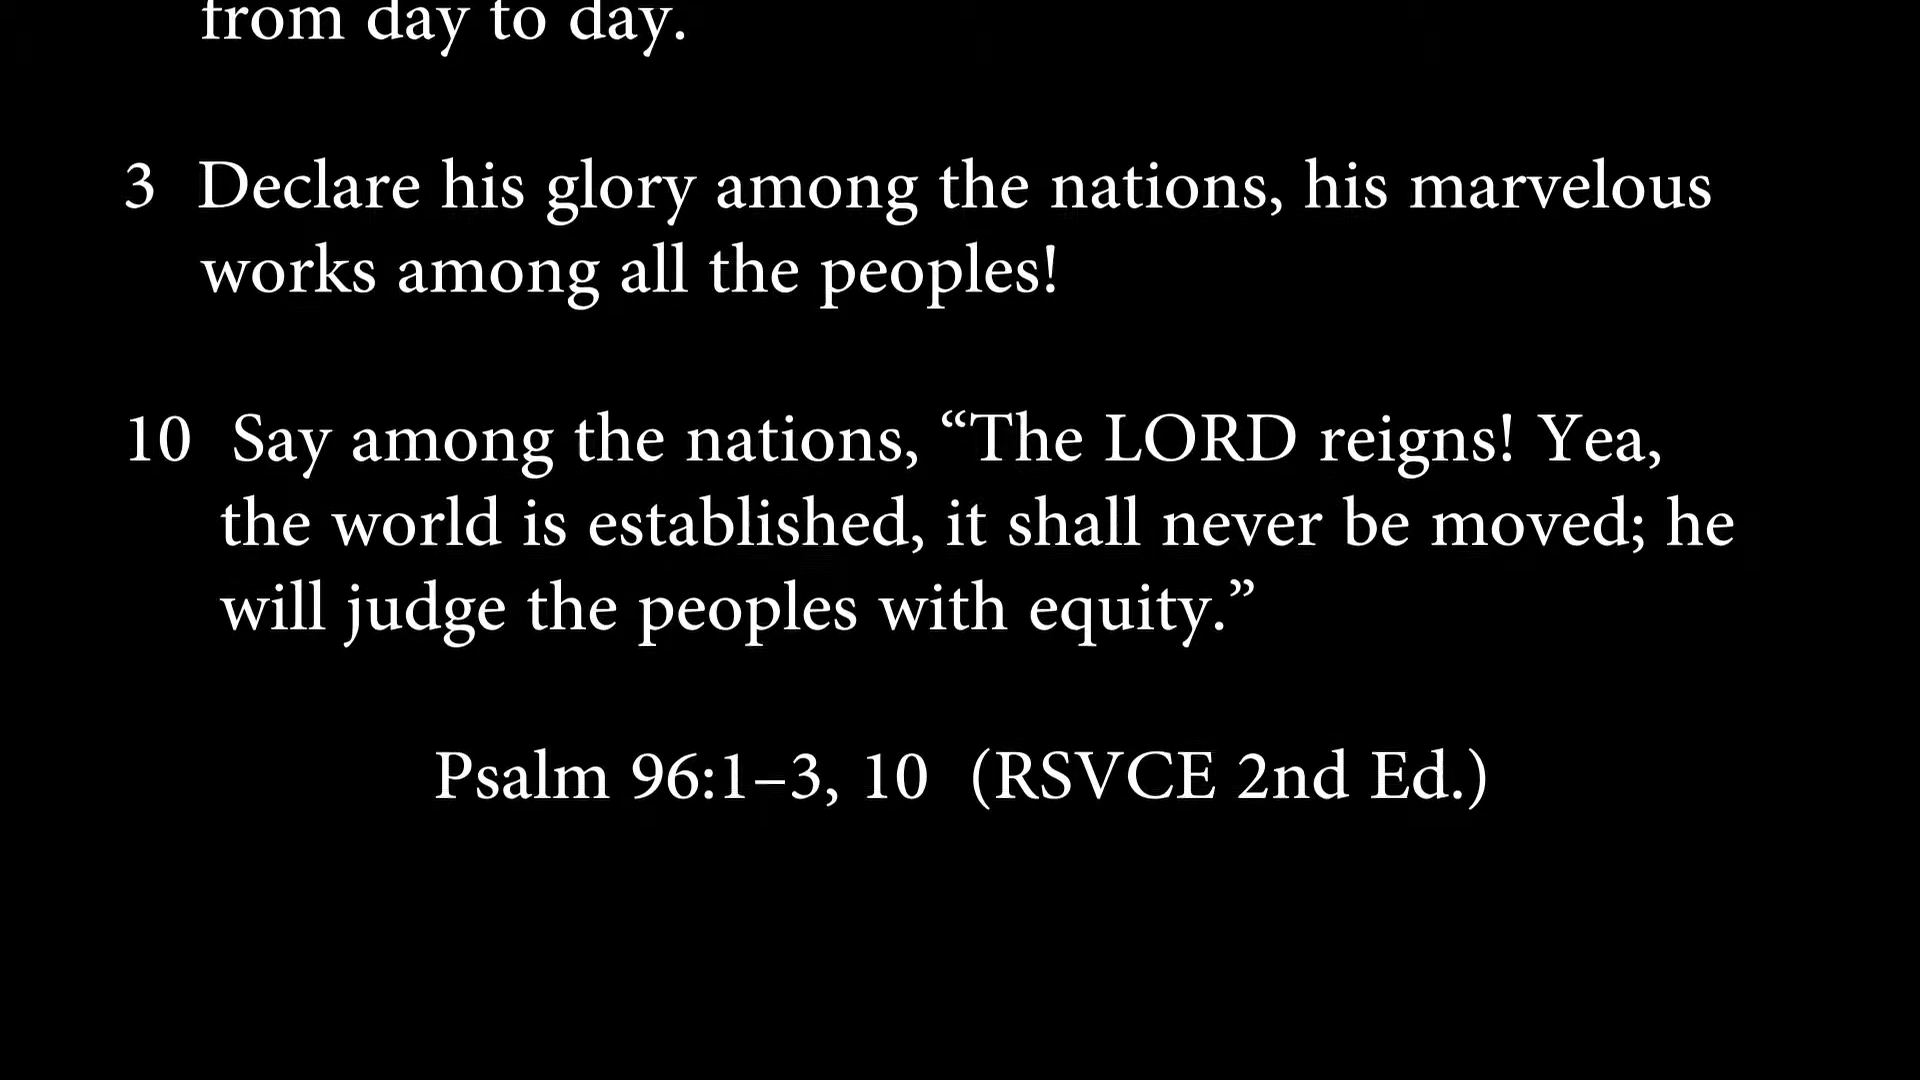 from day to day.
3 Declare his glory among the nations, his marvelous
works among all the peoples!
10 Say among the nations, “The LORD reigns! Yea,
the world is established, it shall never be moved; he
will judge the peoples with equity.”
Psalm 96:1–3, 10 (RSVCE 2nd Ed.)